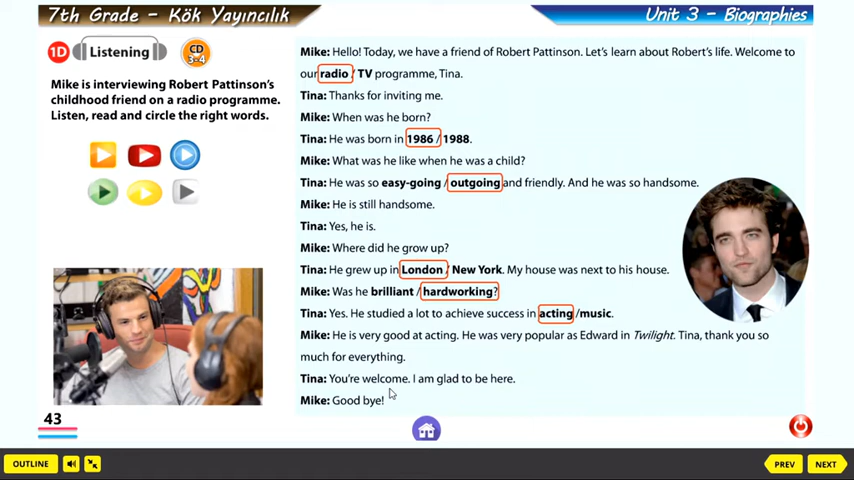 7th Grade – Kök Yayıncılık
Unit 3 – Biographies
1D Listening CD 3-4
Mike is interviewing Robert Pattinson's
childhood friend on a radio programme.
Listen, read and circle the right words.
Mike: Hello! Today, we have a friend of Robert Pattinson. Let's learn about Robert's life. Welcome to
our radio / TV programme, Tina.
Tina: Thanks for inviting me.
Mike: When was he born?
Tina: He was born in 1986 / 1988.
Mike: What was he like when he was a child?
Tina: He was so easy-going / outgoing and friendly. And he was so handsome.
Mike: He is still handsome.
Tina: Yes, he is.
Mike: Where did he grow up?
Tina: He grew up in London / New York. My house was next to his house.
Mike: Was he brilliant / hardworking?
Tina: Yes. He studied a lot to achieve success in acting /music.
Mike: He is very good at acting. He was very popular as Edward in Twilight. Tina, thank you so
much for everything.
Tina: You're welcome. I am glad to be here.
Mike: Good bye!
43
OUTLINE
PREV
NEXT